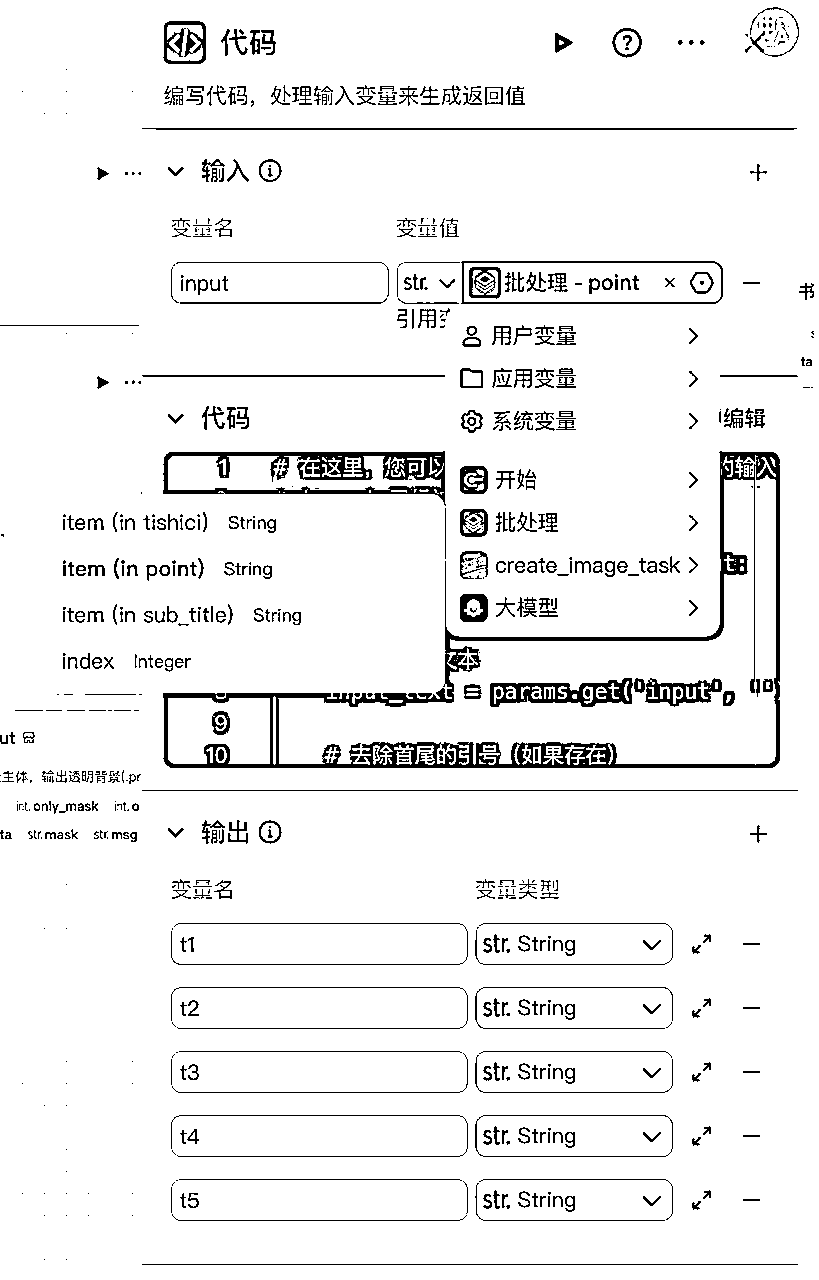 代码
编写代码，处理输入变量来生成返回值
输入
变量名 变量值
input str. 批处理 - point
引用
用户变量
应用变量
系统变量
代码 编辑
1 # 在这里，您可以 的输入
开始
批处理
create_image_task
大模型
item (in tishici) String
item (in point) String
item (in sub_title) String
index Integer
文本
input_text = params.get("input", "")
9
10 # 去除首尾的引号（如果存在）
ut
主体，输出透明背景(.pr
int. only_mask int. o
ta str. mask str. msg
书
s
ta
输出
变量名 变量类型
t1 str. String
t2 str. String
t3 str. String
t4 str. String
t5 str. String